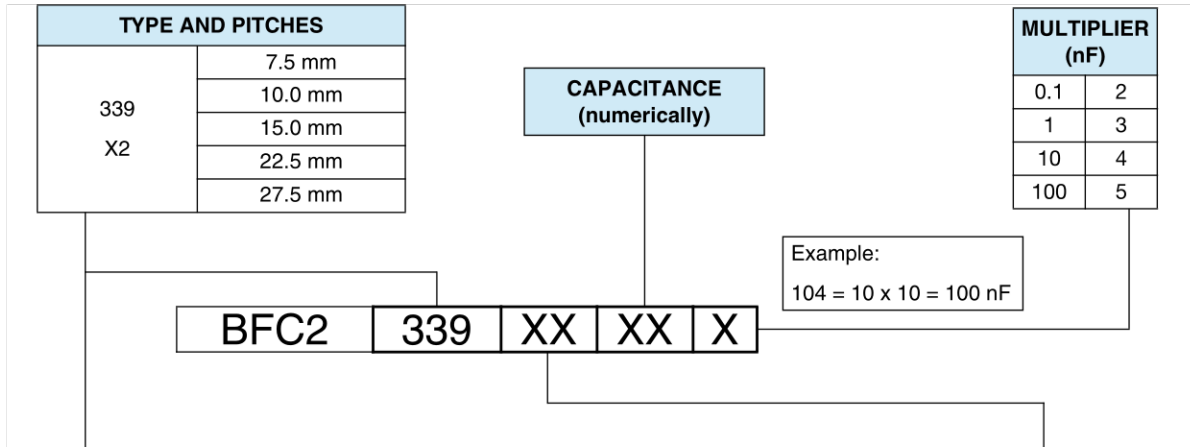 TYPE AND PITCHES
339
X2
7.5 mm
10.0 mm
15.0 mm
22.5 mm
27.5 mm
CAPACITANCE
(numerically)
MULTIPLIER
(nF)
0.1 2
1 3
10 4
100 5
Example:
104 = 10 x 10 = 100 nF
BFC2 339 XX XX X